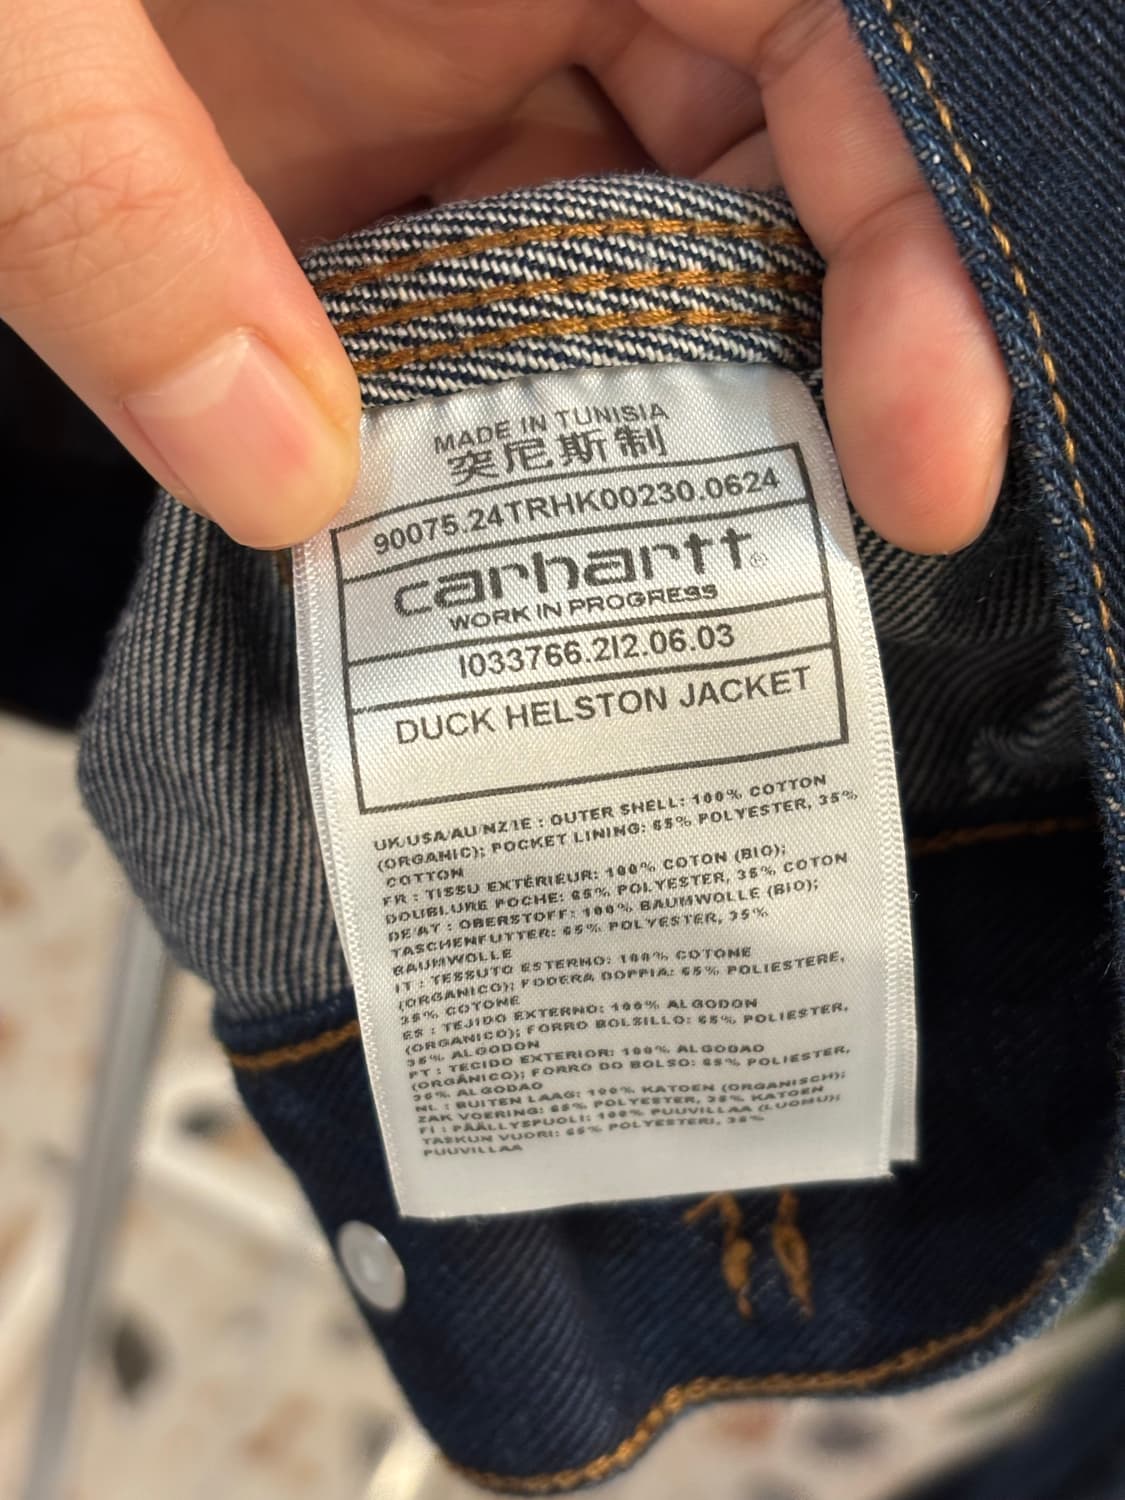 MADE IN TUNISIA
突尼斯制
90075.24TRHK00230.0624
carhartt®
WORK IN PROGRESS
I033766.2I2.06.03
DUCK HELSTON JACKET
UK/USA/AU/NZ/IE : OUTER SHELL: 100% COTTON
(ORGANIC); POCKET LINING: 65% POLYESTER, 35%
COTTON
FR : TISSU EXTÉRIEUR: 100% COTON (BIO);
DOUBLURE POCHE: 65% POLYESTER, 35% COTON
DE/AT : OBERSTOFF: 100% BAUMWOLLE (BIO);
TASCHENFUTTER: 65% POLYESTER, 35%
BAUMWOLLE
IT : TESSUTO ESTERNO: 100% COTONE
(ORGANICO); FODERA DOPPIA: 65% POLIESTERE,
35% COTONE
ES : TEJIDO EXTERNO: 100% ALGODON
(ORGANICO); FORRO BOLSILLO: 65% POLIESTER,
35% ALGODON
PT : TECIDO EXTERIOR: 100% ALGODAO
(ORGÂNICO); FORRO DO BOLSO: 65% POLIESTER,
35% ALGODAO
NL : BUITEN LAAG: 100% KATOEN (ORGANISCH);
ZAK VOERING: 65% POLYESTER, 35% KATOEN
FI : PÄÄLLYSPUOLI: 100% PUUVILLAA (LUOMU);
TASKUN VUORI: 65% POLYESTERI, 35%
PUUVILLAA